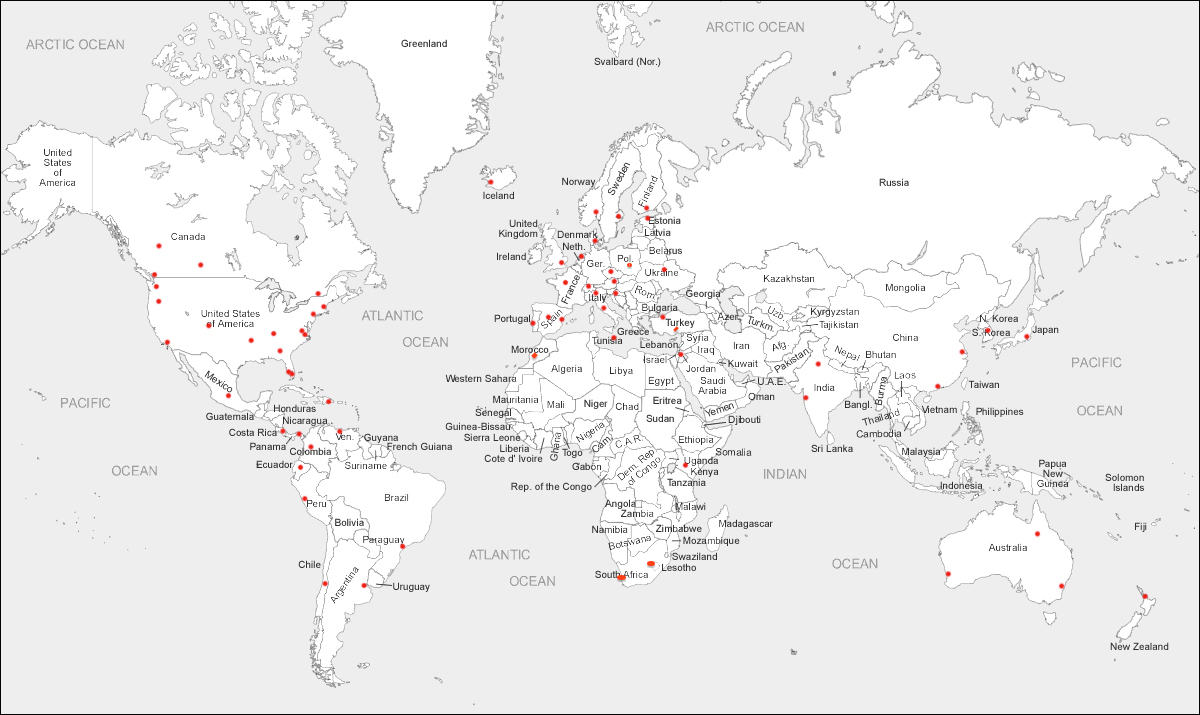 ARCTIC OCEAN
Greenland
ARCTIC OCEAN
Svalbard (Nor.)
United
States
of
America
Norway
Sweden
Finland
Russia
Iceland
Canada
United
Kingdom
Ireland
Denmark
Neth.
Estonia
Latvia
Belarus
Ger.
Pol.
Ukraine
France
Italy
Rom.
Bulgaria
Georgia
Kazakhstan
Mongolia
United States
of America
ATLANTIC
OCEAN
Portugal
Spain
Greece
Turkey
Azer.
Uzb.
Turkm.
Kyrgyzstan
Tajikistan
N. Korea
S. Korea
Japan
China
Tunisia
Lebanon
Syria
Iraq
Iran
Afg.
Pakistan
Nepal
Bhutan
Morocco
Algeria
Libya
Israel
Jordan
Kuwait
Egypt
Saudi
Arabia
U.A.E.
Oman
India
Burma
Laos
Taiwan
PACIFIC
OCEAN
Western Sahara
Mexico
PACIFIC
OCEAN
Mauritania
Mali
Niger
Chad
Sudan
Eritrea
Yemen
Djibouti
Bangl.
Thailand
Vietnam
Philippines
Cambodia
Honduras
Guatemala
Nicaragua
Costa Rica
Panama
Ven.
Guyana
French Guiana
Colombia
Suriname
Ecuador
Senegal
Guinea-Bissau
Sierra Leone
Liberia
Cote d' Ivoire
Ghana
Togo
Nigeria
Cam.
C.A.R.
Ethiopia
Somalia
Sri Lanka
Malaysia
Gabon
Rep. of the Congo
Dem. Rep.
of Congo
Uganda
Kenya
Tanzania
INDIAN
OCEAN
Indonesia
Papua
New
Guinea
Solomon
Islands
Peru
Brazil
Bolivia
Paraguay
Angola
Zambia
Malawi
Madagascar
Fiji
Namibia
Botswana
Zimbabwe
Mozambique
Swaziland
Lesotho
South Africa
ATLANTIC
OCEAN
Chile
Argentina
Uruguay
Australia
New Zealand